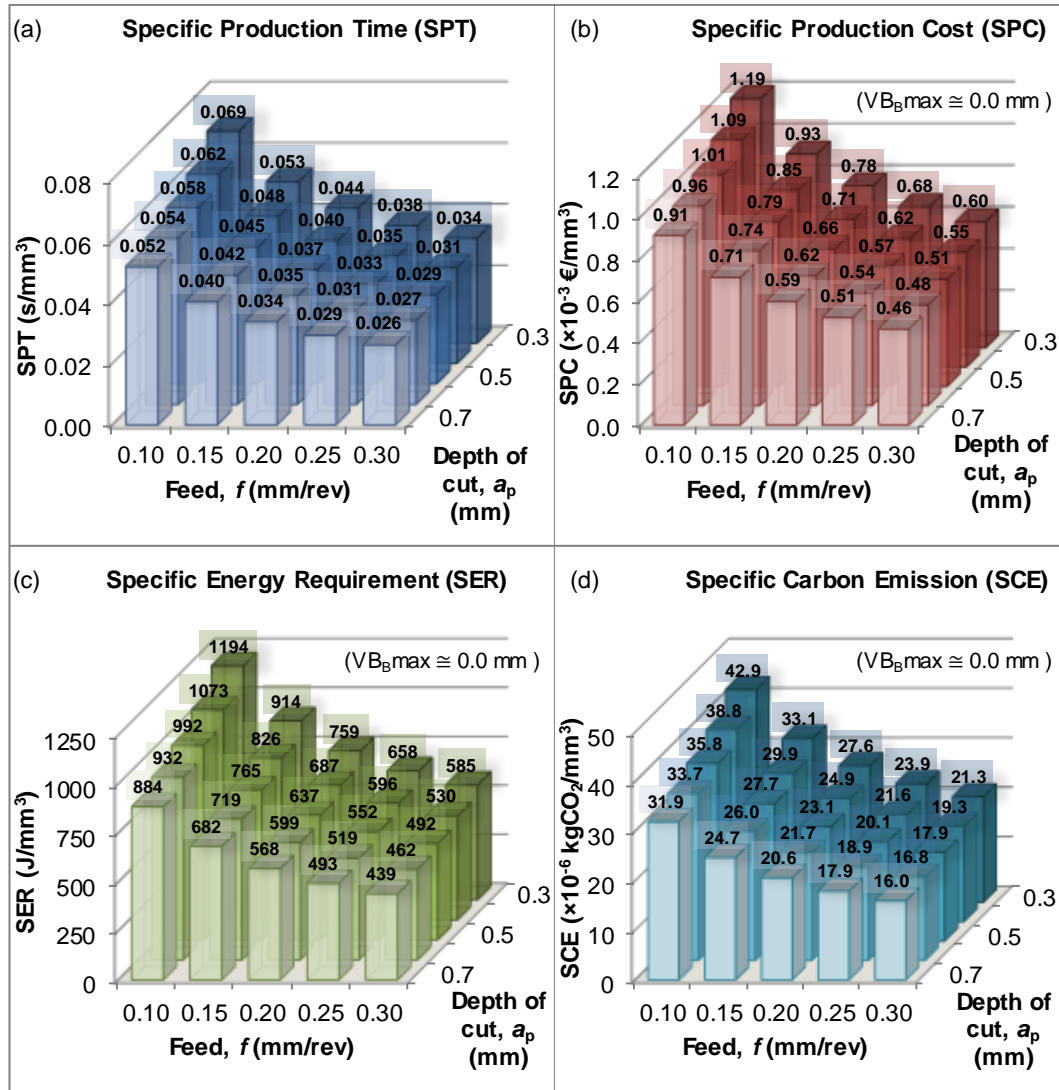 (a) Specific Production Time (SPT)
0.069
0.062 0.053
0.058 0.048 0.044
0.054 0.045 0.040 0.038
0.052 0.042 0.037 0.035 0.034
0.040 0.035 0.033 0.031
0.034 0.031 0.029
0.029 0.027
0.026
0.08
0.06
0.04
0.02
0.00
SPT (s/mm³)
0.10 0.15 0.20 0.25 0.30
Feed, f (mm/rev)
0.3
0.5
0.7
Depth of
cut, aₚ
(mm)
(b) Specific Production Cost (SPC)
(VB_B max ≅ 0.0 mm )
1.19
1.09 0.93
1.01 0.85 0.78
0.96 0.79 0.71 0.68
0.91 0.74 0.66 0.62 0.60
0.71 0.62 0.57 0.55
0.59 0.54 0.51
0.51 0.48
0.46
1.2
1.0
0.8
0.6
0.4
0.2
0.0
SPC (×10⁻³ €/mm³)
0.10 0.15 0.20 0.25 0.30
Feed, f (mm/rev)
0.3
0.5
0.7
Depth of
cut, aₚ
(mm)
(c) Specific Energy Requirement (SER)
(VB_B max ≅ 0.0 mm )
1194
1073 914
992 826 759
932 765 687 658
884 719 637 596 585
682 599 552 530
568 519 492
493 462
439
1250
1000
750
500
250
0
SER (J/mm³)
0.10 0.15 0.20 0.25 0.30
Feed, f (mm/rev)
0.3
0.5
0.7
Depth of
cut, aₚ
(mm)
(d) Specific Carbon Emission (SCE)
(VB_B max ≅ 0.0 mm )
42.9
38.8 33.1
35.8 29.9 27.6
33.7 27.7 24.9 23.9
31.9 26.0 23.1 21.6 21.3
24.7 21.7 20.1 19.3
20.6 18.9 17.9
17.9 16.8
16.0
50
40
30
20
10
0
SCE (×10⁻⁶ kgCO₂/mm³)
0.10 0.15 0.20 0.25 0.30
Feed, f (mm/rev)
0.3
0.5
0.7
Depth of
cut, aₚ
(mm)